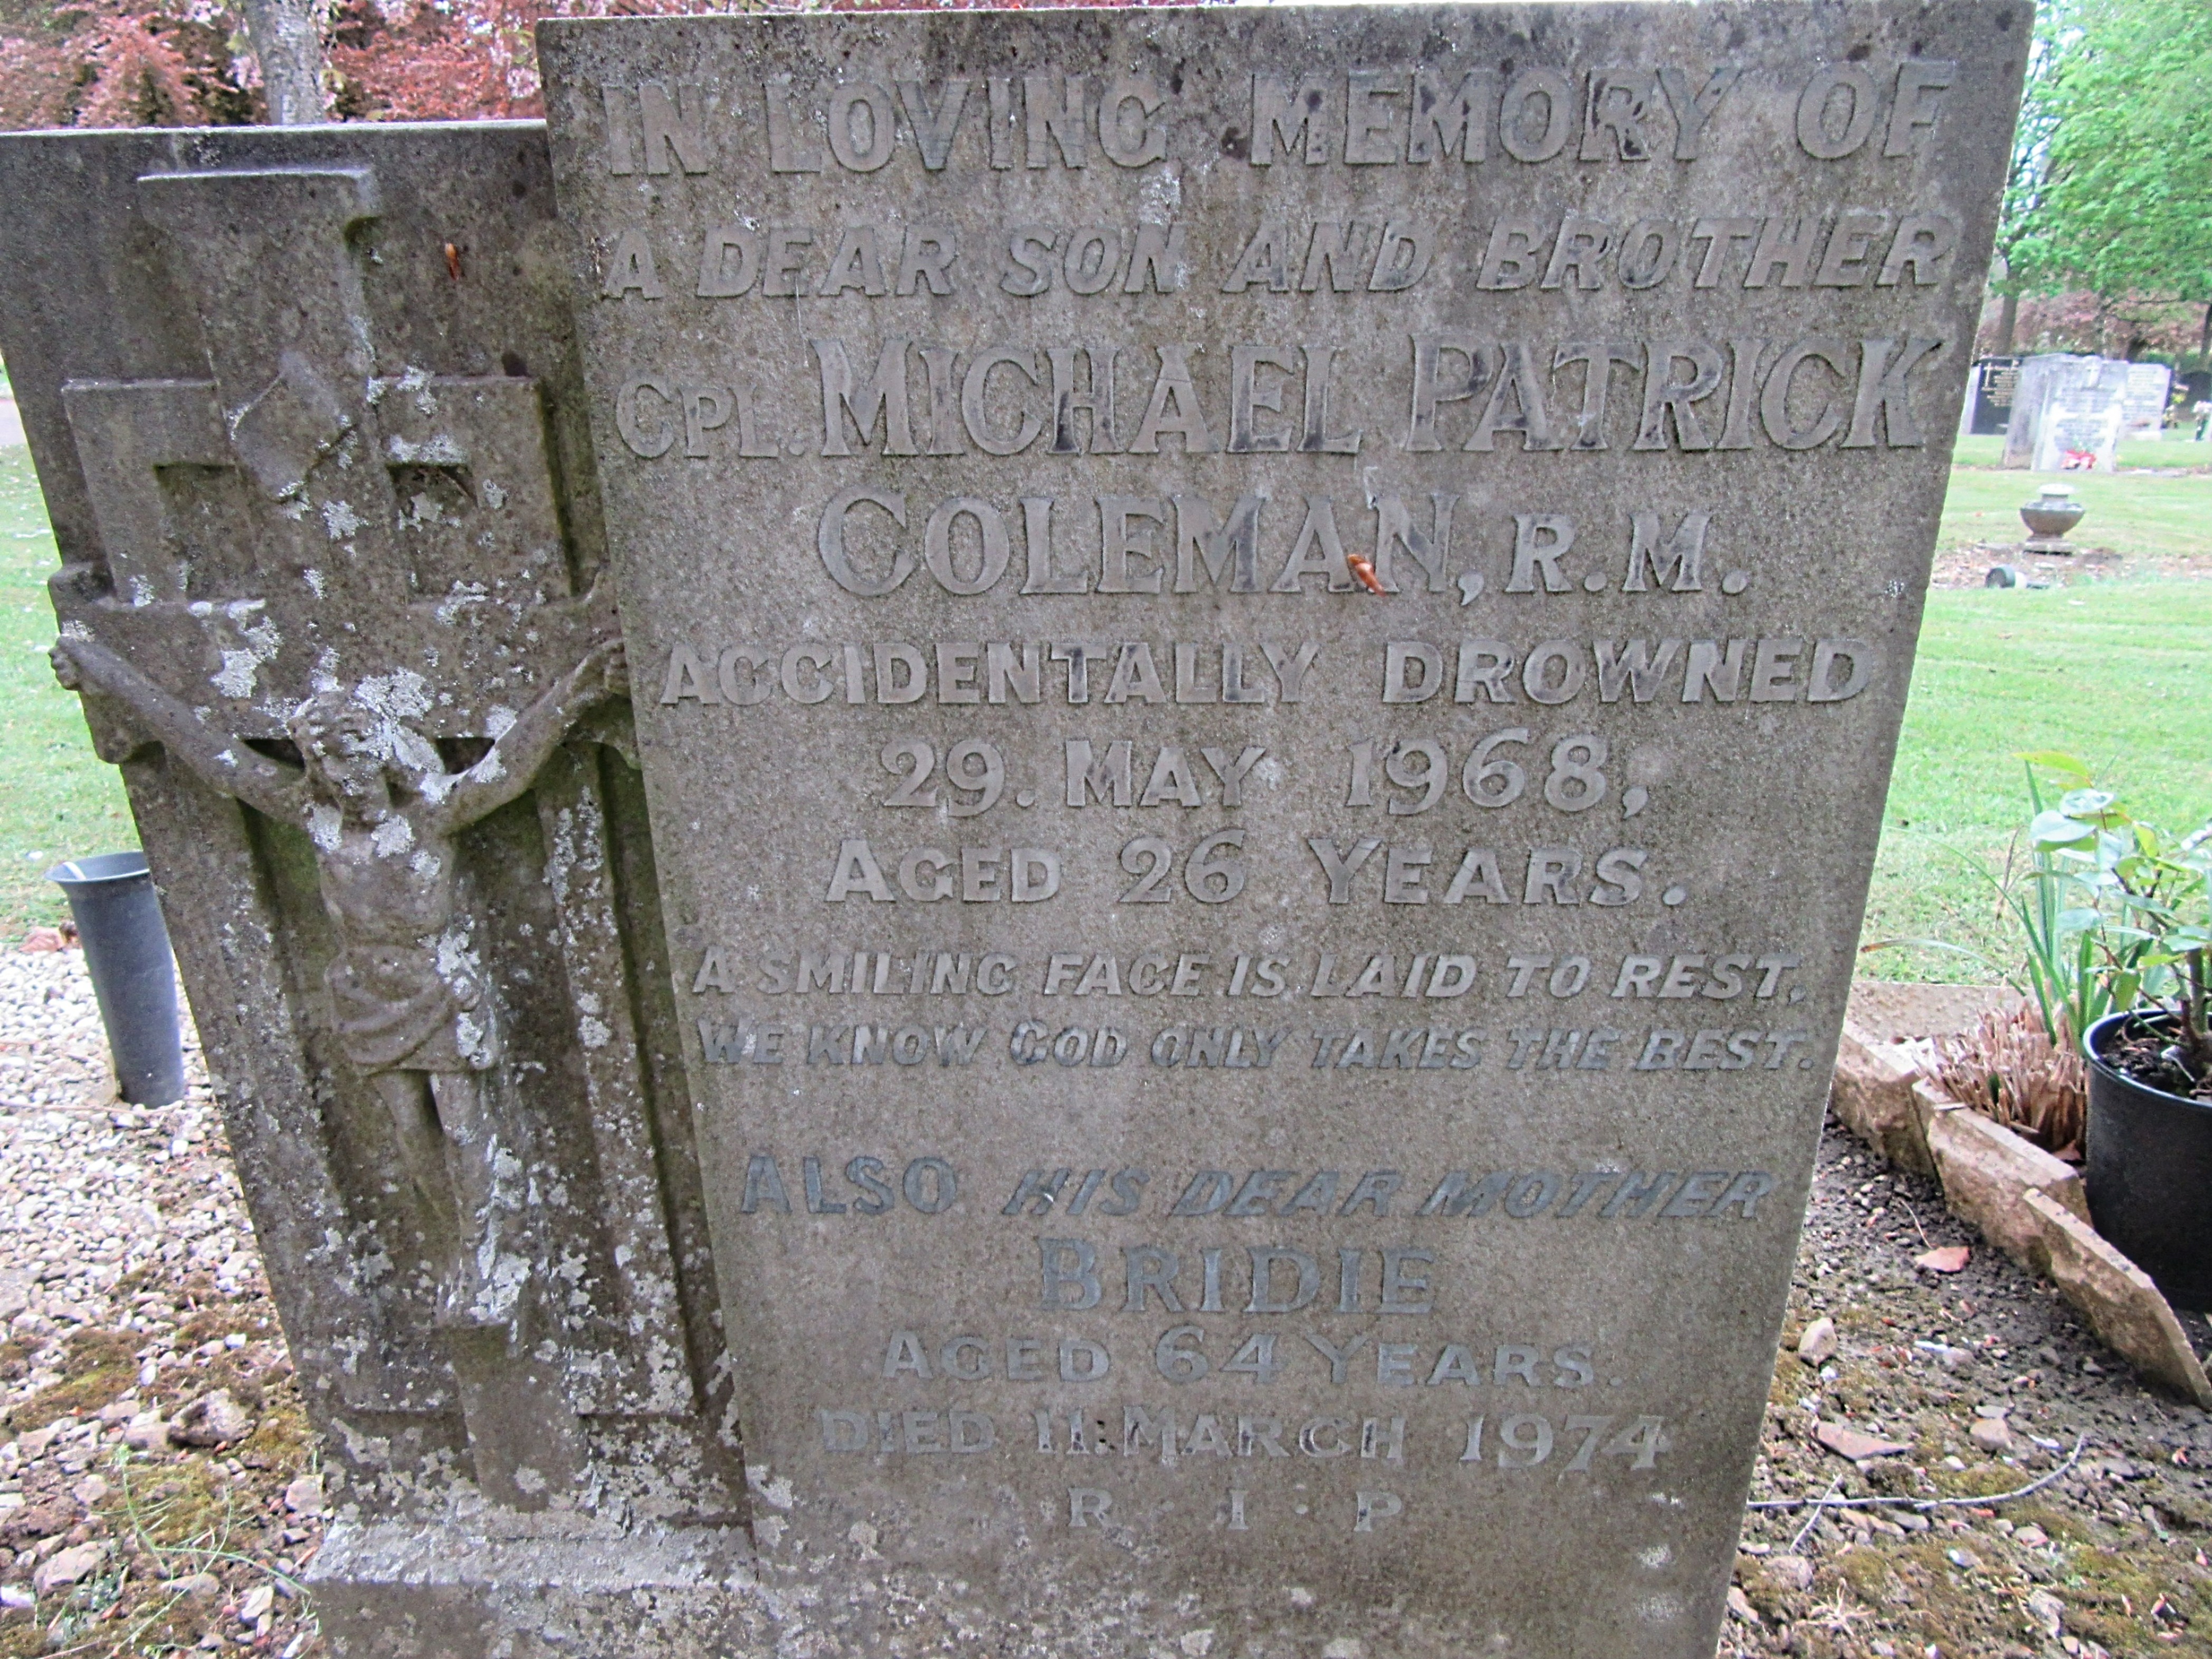 IN LOVING MEMORY OF
A DEAR SON AND BROTHER
CPL. MICHAEL PATRICK
COLEMAN, R.M.
ACCIDENTALLY DROWNED
29. MAY 1968,
AGED 26 YEARS.
A SMILING FACE IS LAID TO REST,
WE KNOW GOD ONLY TAKES THE BEST.
ALSO HIS DEAR MOTHER
BRIDIE
AGED 64 YEARS.
DIED 11. MARCH 1974
R · I · P